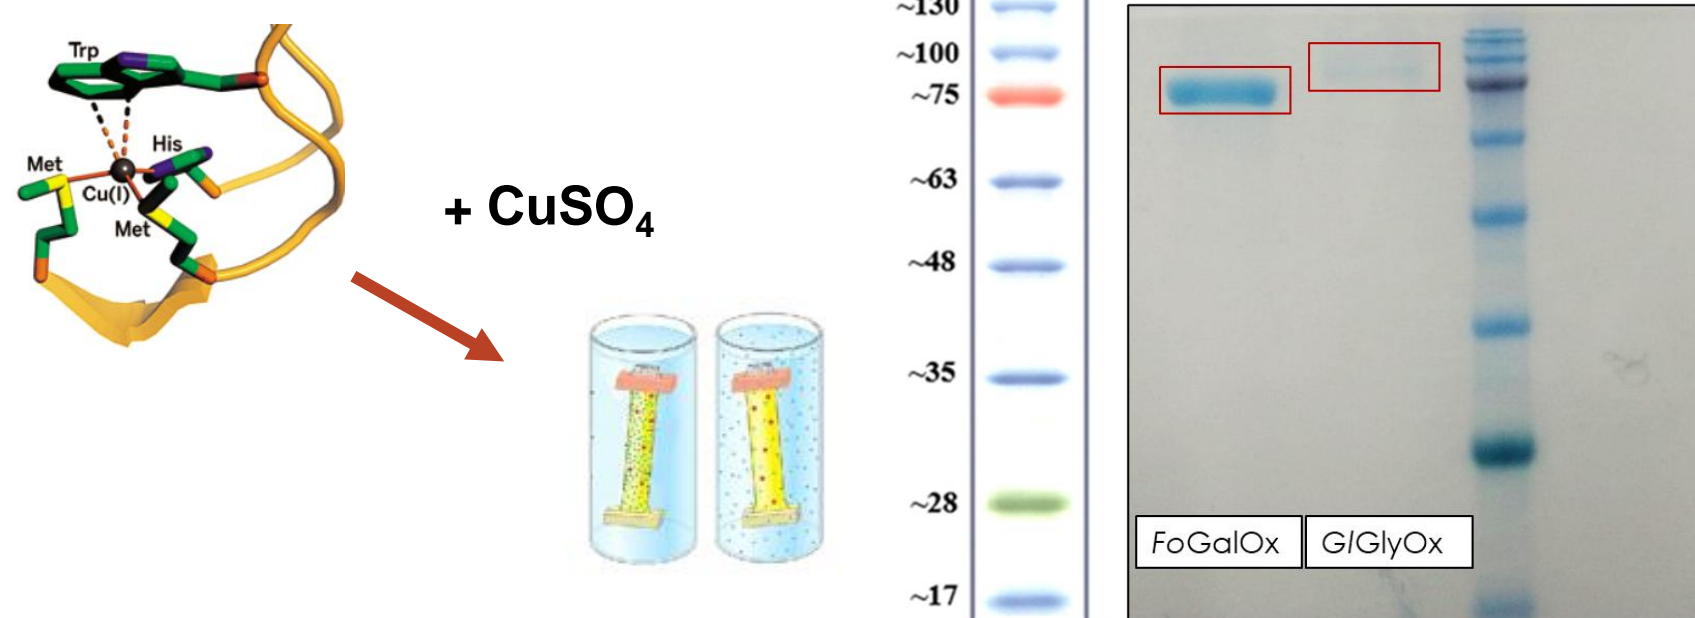 Trp
His
Met
Cu(I)
Met
+ CuSO₄
~130
~100
~75
~63
~48
~35
~28
~17
FoGalOx
GlGlyOx